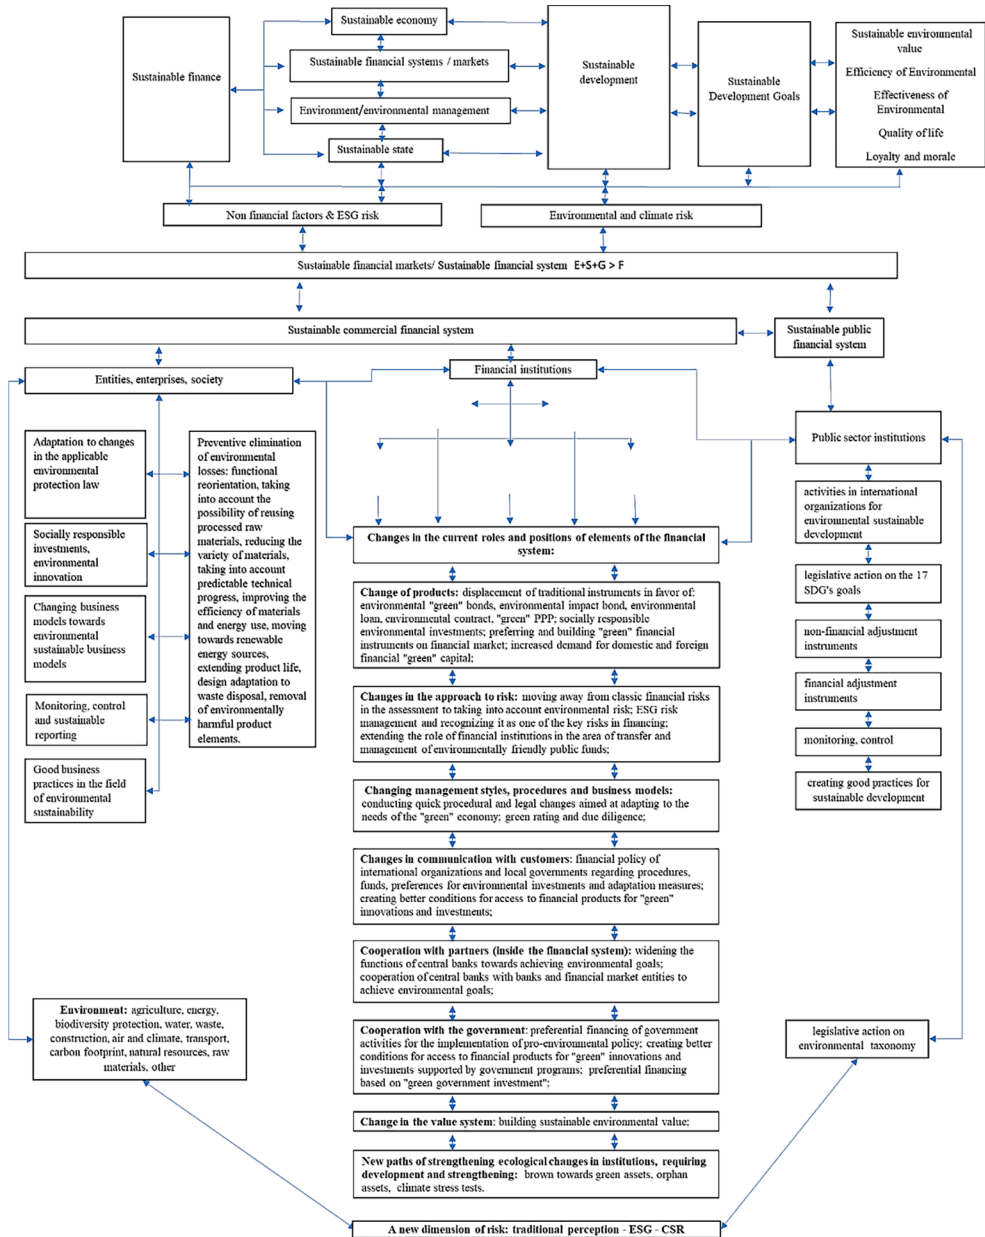 Sustainable finance
Sustainable economy
Sustainable financial systems / markets
Environment/environmental management
Sustainable state
Sustainable
development
Sustainable
Development Goals
Sustainable environmental
value
Efficiency of Environmental
Effectiveness of
Environmental
Quality of life
Loyalty and morale
Non financial factors & ESG risk
Environmental and climate risk
Sustainable financial markets/ Sustainable financial system E+S+G > F
Sustainable commercial financial system
Sustainable public
financial system
Entities, enterprises, society
Financial institutions
Public sector institutions
Adaptation to changes
in the applicable
environmental
protection law
Socially responsible
investments,
environmental
innovation
Changing business
models towards
environmental
sustainable business
models
Monitoring, control
and sustainable
reporting
Good business
practices in the field
of environmental
sustainability
Preventive elimination
of environmental
losses: functional
reorientation, taking
into account the
possibility of reusing
processed raw
materials, reducing the
variety of materials,
taking into account
predictable technical
progress, improving the
efficiency of materials
and energy use, moving
towards renewable
energy sources,
extending product life,
design adaptation to
waste disposal, removal
of environmentally
harmful product
elements.
Changes in the current roles and positions of elements of the financial
system:
Change of products: displacement of traditional instruments in favor of:
environmental "green" bonds, environmental impact bond, environmental
loan, environmental contract, "green" PPP; socially responsible
environmental investments; preferring and building "green" financial
instruments on financial market; increased demand for domestic and foreign
financial "green" capital;
Changes in the approach to risk: moving away from classic financial risks
in the assessment to taking into account environmental risk; ESG risk
management and recognizing it as one of the key risks in financing;
extending the role of financial institutions in the area of transfer and
management of environmentally friendly public funds;
Changing management styles, procedures and business models:
conducting quick procedural and legal changes aimed at adapting to the
needs of the "green" economy; green rating and due diligence;
Changes in communication with customers: financial policy of
international organizations and local governments regarding procedures,
funds, preferences for environmental investments and adaptation measures;
creating better conditions for access to financial products for "green"
innovations and investments;
Cooperation with partners (inside the financial system): widening the
functions of central banks towards achieving environmental goals;
cooperation of central banks with banks and financial market entities to
achieve environmental goals;
Cooperation with the government: preferential financing of government
activities for the implementation of pro-environmental policy; creating better
conditions for access to financial products for "green" innovations and
investments supported by government programs; preferential financing
based on "green government investment";
Change in the value system: building sustainable environmental value;
New paths of strengthening ecological changes in institutions, requiring
development and strengthening: brown towards green assets, orphan
assets, climate stress tests.
activities in international
organizations for
environmental sustainable
development
legislative action on the 17
SDG's goals
non-financial adjustment
instruments
financial adjustment
instruments
monitoring, control
creating good practices for
sustainable development
Environment: agriculture, energy,
biodiversity protection, water, waste,
construction, air and climate, transport,
carbon footprint, natural resources, raw
materials, other
legislative action on
environmental taxonomy
A new dimension of risk: traditional perception - ESG - CSR